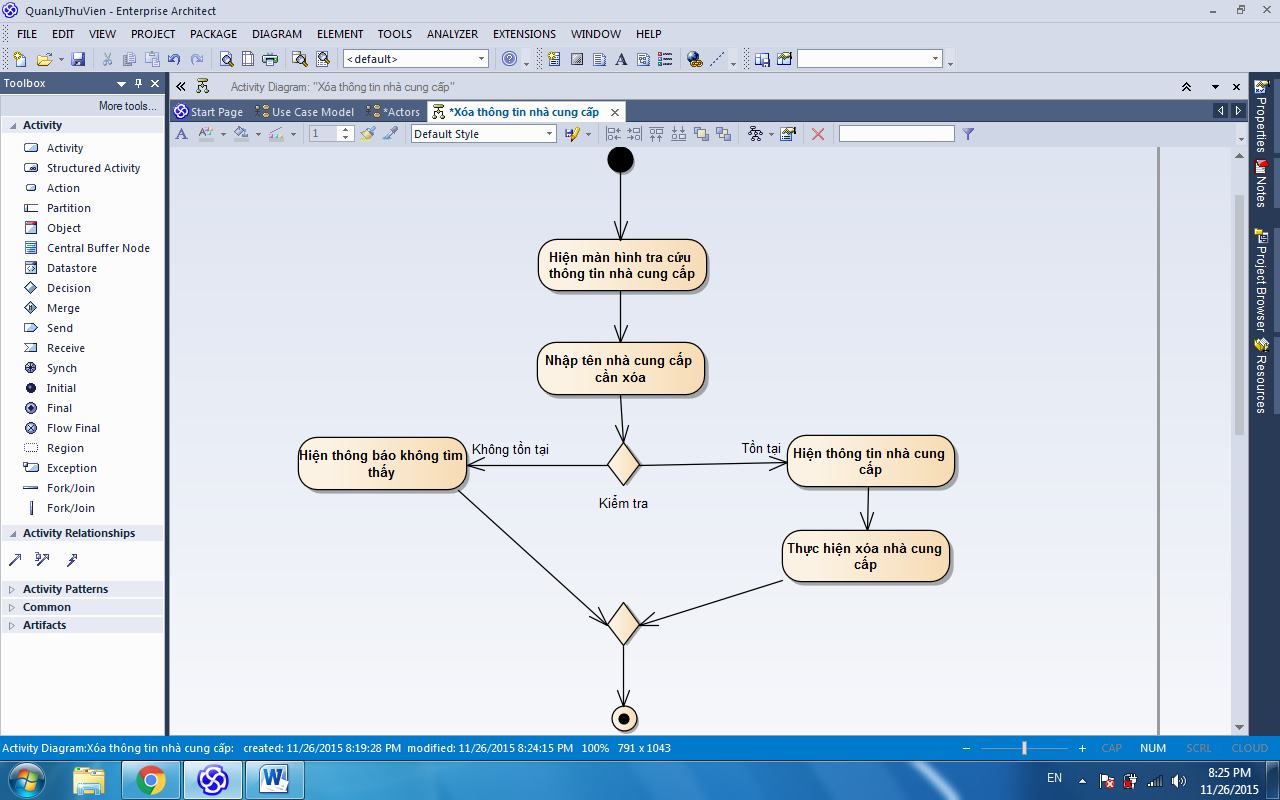 QuanLyThuVien - Enterprise Architect
FILE EDIT VIEW PROJECT PACKAGE DIAGRAM ELEMENT TOOLS ANALYZER EXTENSIONS WINDOW HELP
<default>
Toolbox
More tools...
Activity
Activity
Structured Activity
Action
Partition
Object
Central Buffer Node
Datastore
Decision
Merge
Send
Receive
Synch
Initial
Final
Flow Final
Region
Exception
Fork/Join
Fork/Join
Activity Relationships
Activity Patterns
Common
Artifacts
Activity Diagram: "Xóa thông tin nhà cung cấp"
Start Page Use Case Model *Actors *Xóa thông tin nhà cung cấp
1 Default Style
Hiện màn hình tra cứu
thông tin nhà cung cấp
Nhập tên nhà cung cấp
cần xóa
Không tồn tại
Tồn tại
Hiện thông báo không tìm
thấy
Hiện thông tin nhà cung
cấp
Kiểm tra
Thực hiện xóa nhà cung
cấp
Properties
Notes
Project Browser
Resources
Activity Diagram:Xóa thông tin nhà cung cấp: created: 11/26/2015 8:19:28 PM modified: 11/26/2015 8:24:15 PM 100% 791 x 1043
CAP NUM SCRL CLOUD
EN
8:25 PM
11/26/2015